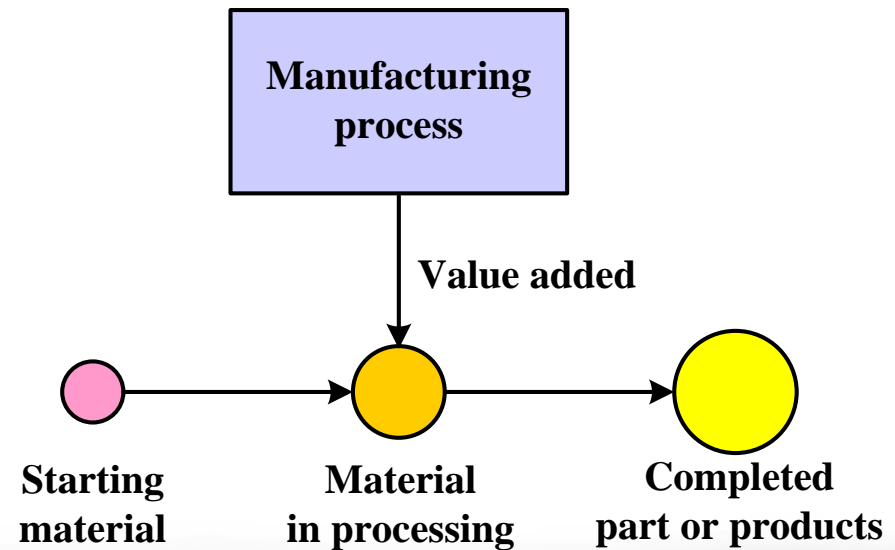 Manufacturing
process
Value added
Starting
material
Material
in processing
Completed
part or products